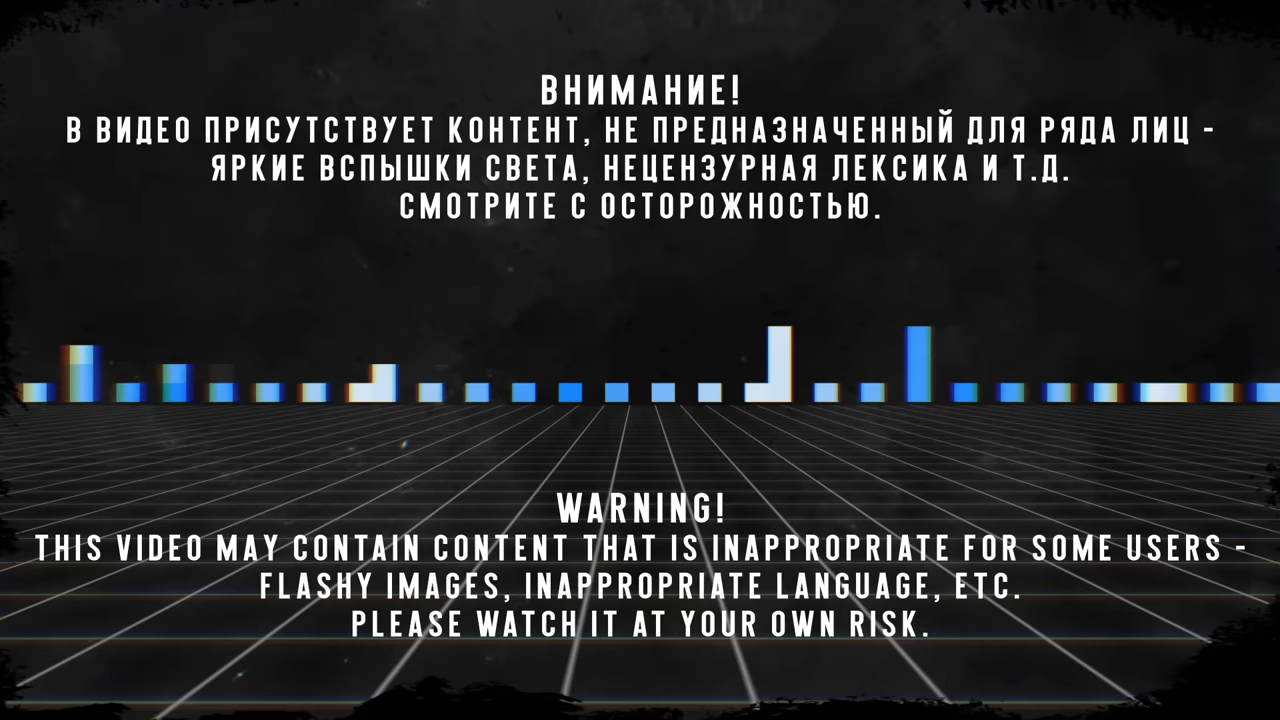 ВНИМАНИЕ!
В ВИДЕО ПРИСУТСТВУЕТ КОНТЕНТ, НЕ ПРЕДНАЗНАЧЕННЫЙ ДЛЯ РЯДА ЛИЦ -
ЯРКИЕ ВСПЫШКИ СВЕТА, НЕЦЕНЗУРНАЯ ЛЕКСИКА И Т.Д.
СМОТРИТЕ С ОСТОРОЖНОСТЬЮ.
WARNING!
THIS VIDEO MAY CONTAIN CONTENT THAT IS INAPPROPRIATE FOR SOME USERS -
FLASHY IMAGES, INAPPROPRIATE LANGUAGE, ETC.
PLEASE WATCH IT AT YOUR OWN RISK.